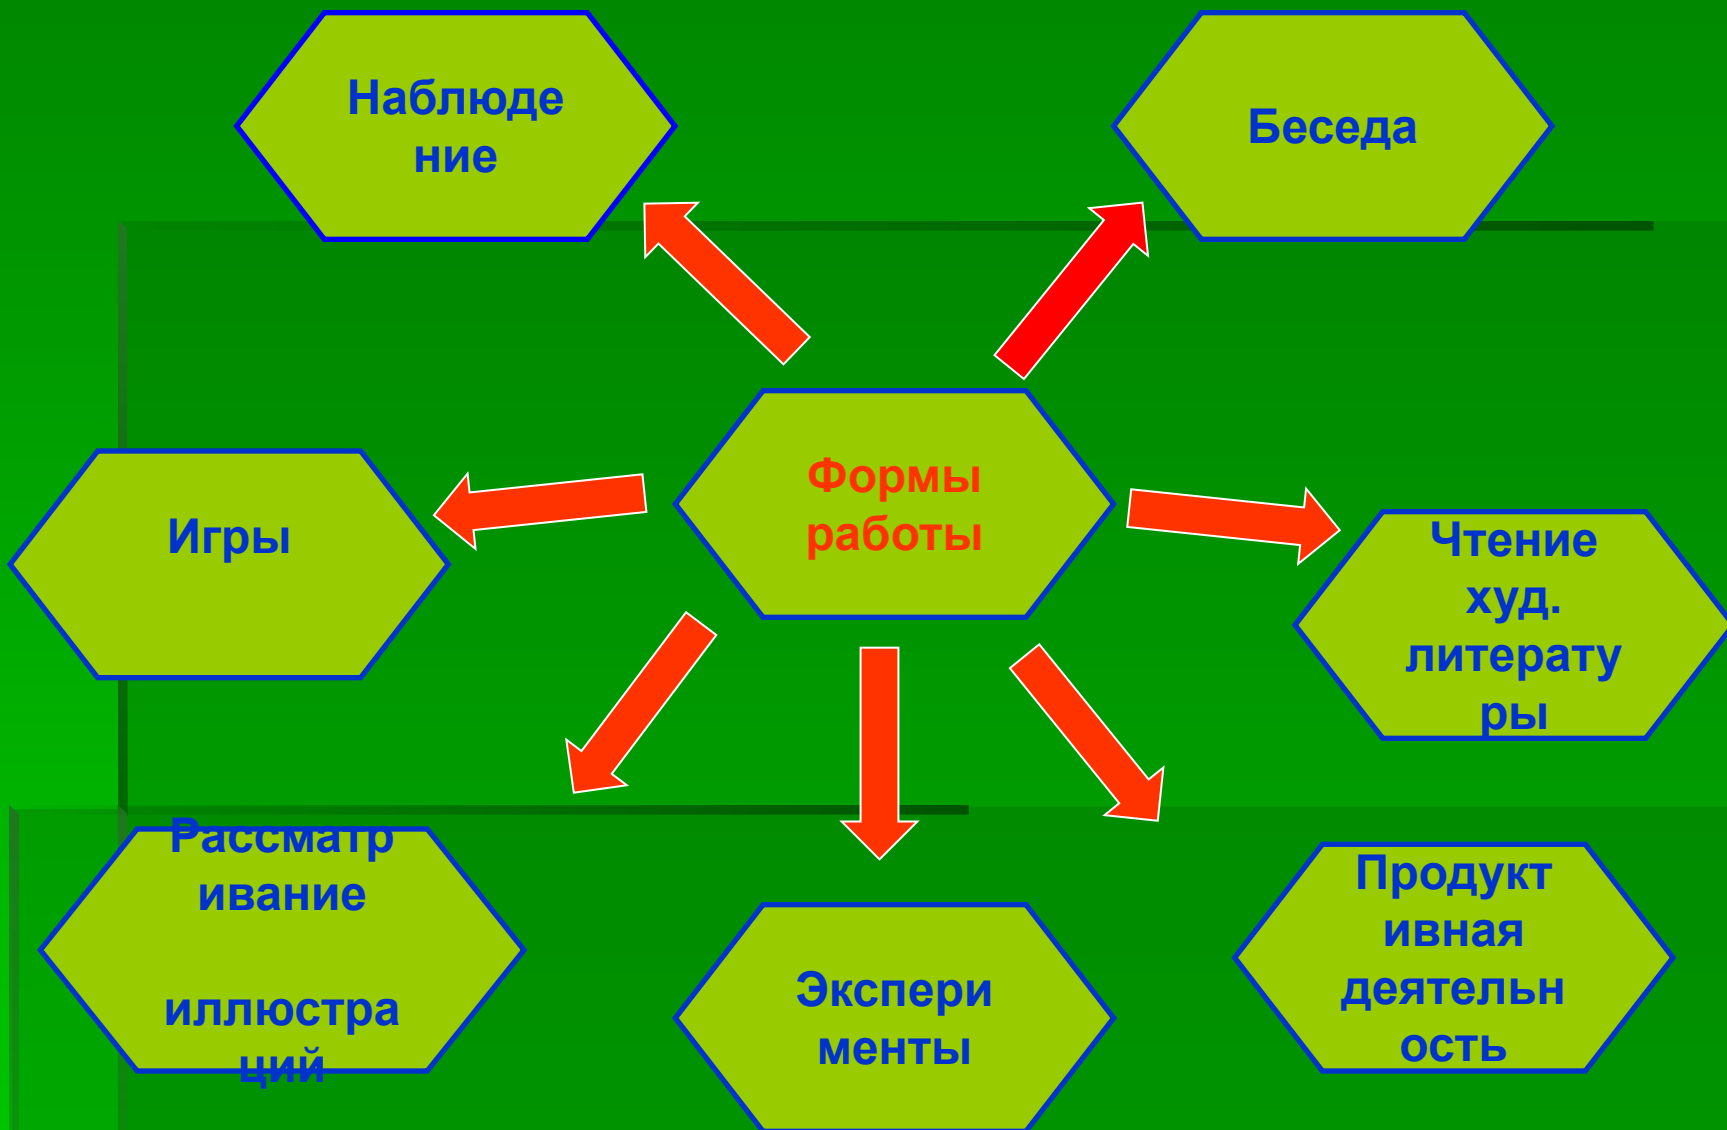 Наблюде
ние
Беседа
Формы
работы
Игры
Чтение
худ.
литерату
ры
Рассматр
ивание
иллюстра
ций
Экспери
менты
Продукт
ивная
деятельн
ость